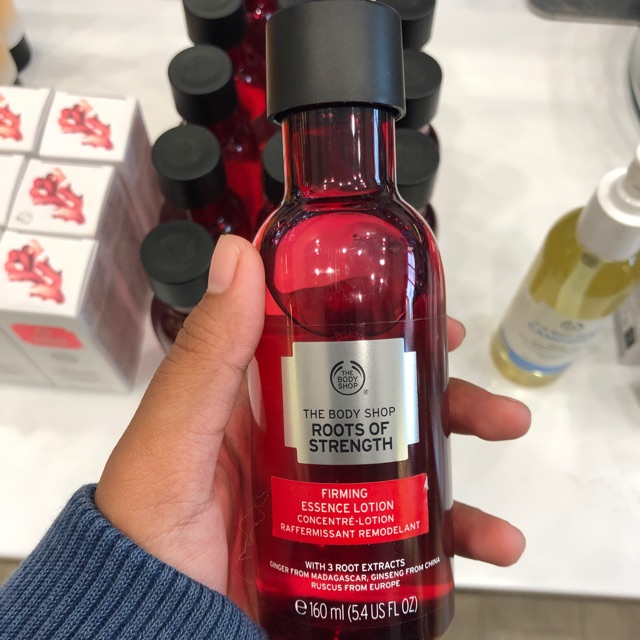 THE
BODY
SHOP
®
THE BODY SHOP
ROOTS OF
STRENGTH
FIRMING
ESSENCE LOTION
CONCENTRÉ-LOTION
RAFFERMISSANT REMODELANT
WITH 3 ROOT EXTRACTS
GINGER FROM MADAGASCAR, GINSENG FROM CHINA
RUSCUS FROM EUROPE
℮ 160 ml (5.4 US FL OZ)